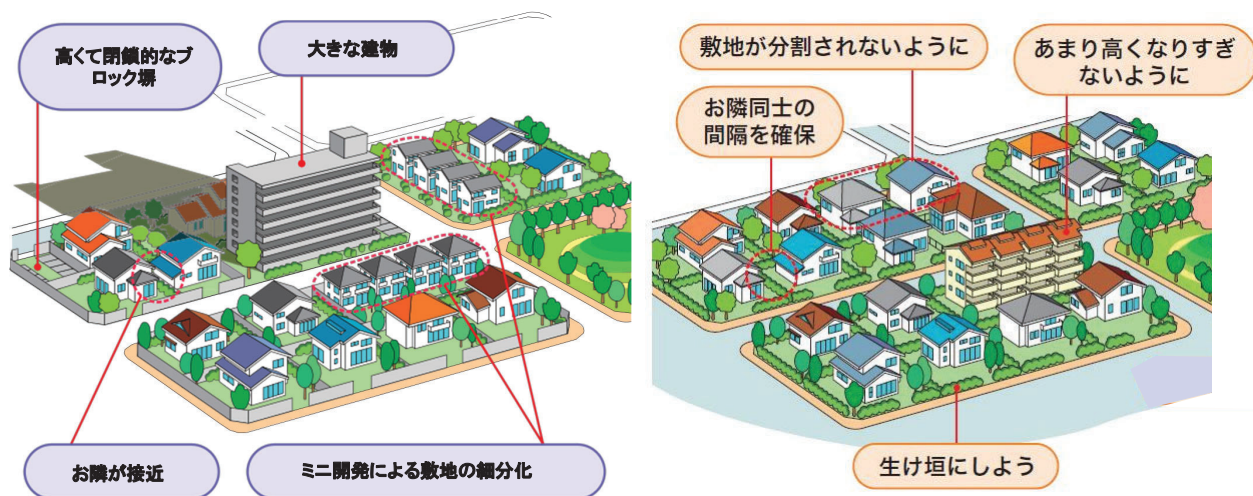 高くて閉鎖的なブ
ロック塀
大きな建物
お隣が接近
ミニ開発による敷地の細分化
敷地が分割されないように
あまり高くなりすぎ
ないように
お隣同士の
間隔を確保
生け垣にしよう